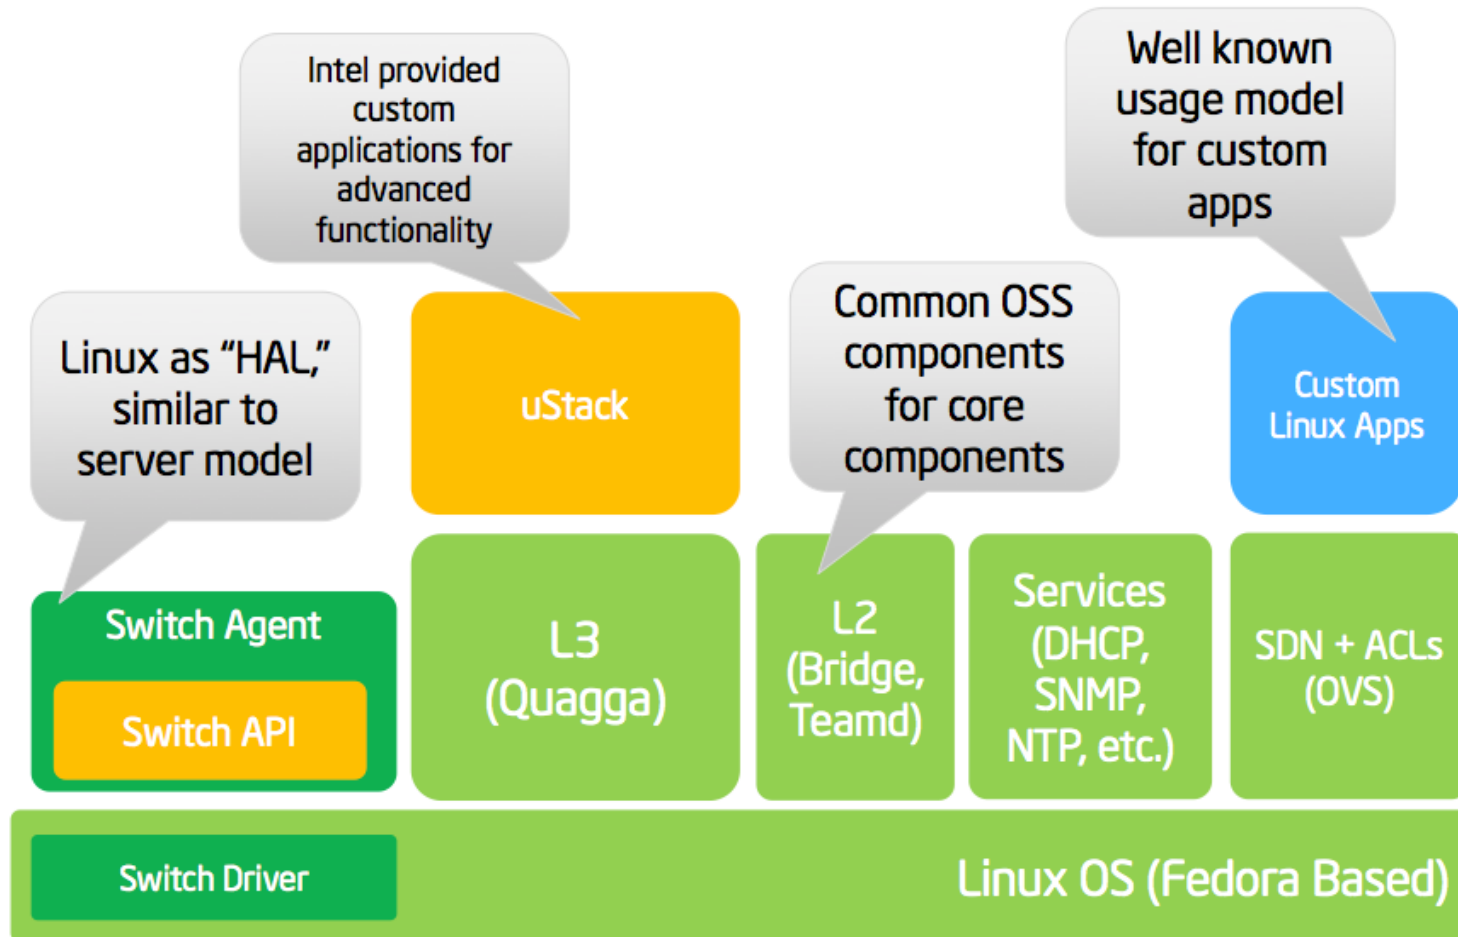 Intel provided
custom
applications for
advanced
functionality
Well known
usage model
for custom
apps
Linux as “HAL,”
similar to
server model
uStack
Common OSS
components
for core
components
Custom
Linux Apps
Switch Agent
Switch API
L3
(Quagga)
L2
(Bridge,
Teamd)
Services
(DHCP,
SNMP,
NTP, etc.)
SDN + ACLs
(OVS)
Switch Driver
Linux OS (Fedora Based)